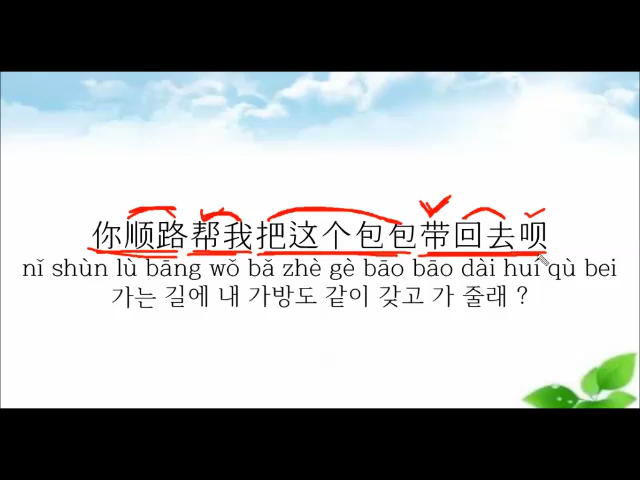 你顺路帮我把这个包包带回去呗
nǐ shùn lù bāng wǒ bǎ zhè gè bāo bāo dài huí qù bei
가는 길에 내 가방도 같이 갖고 가 줄래 ?